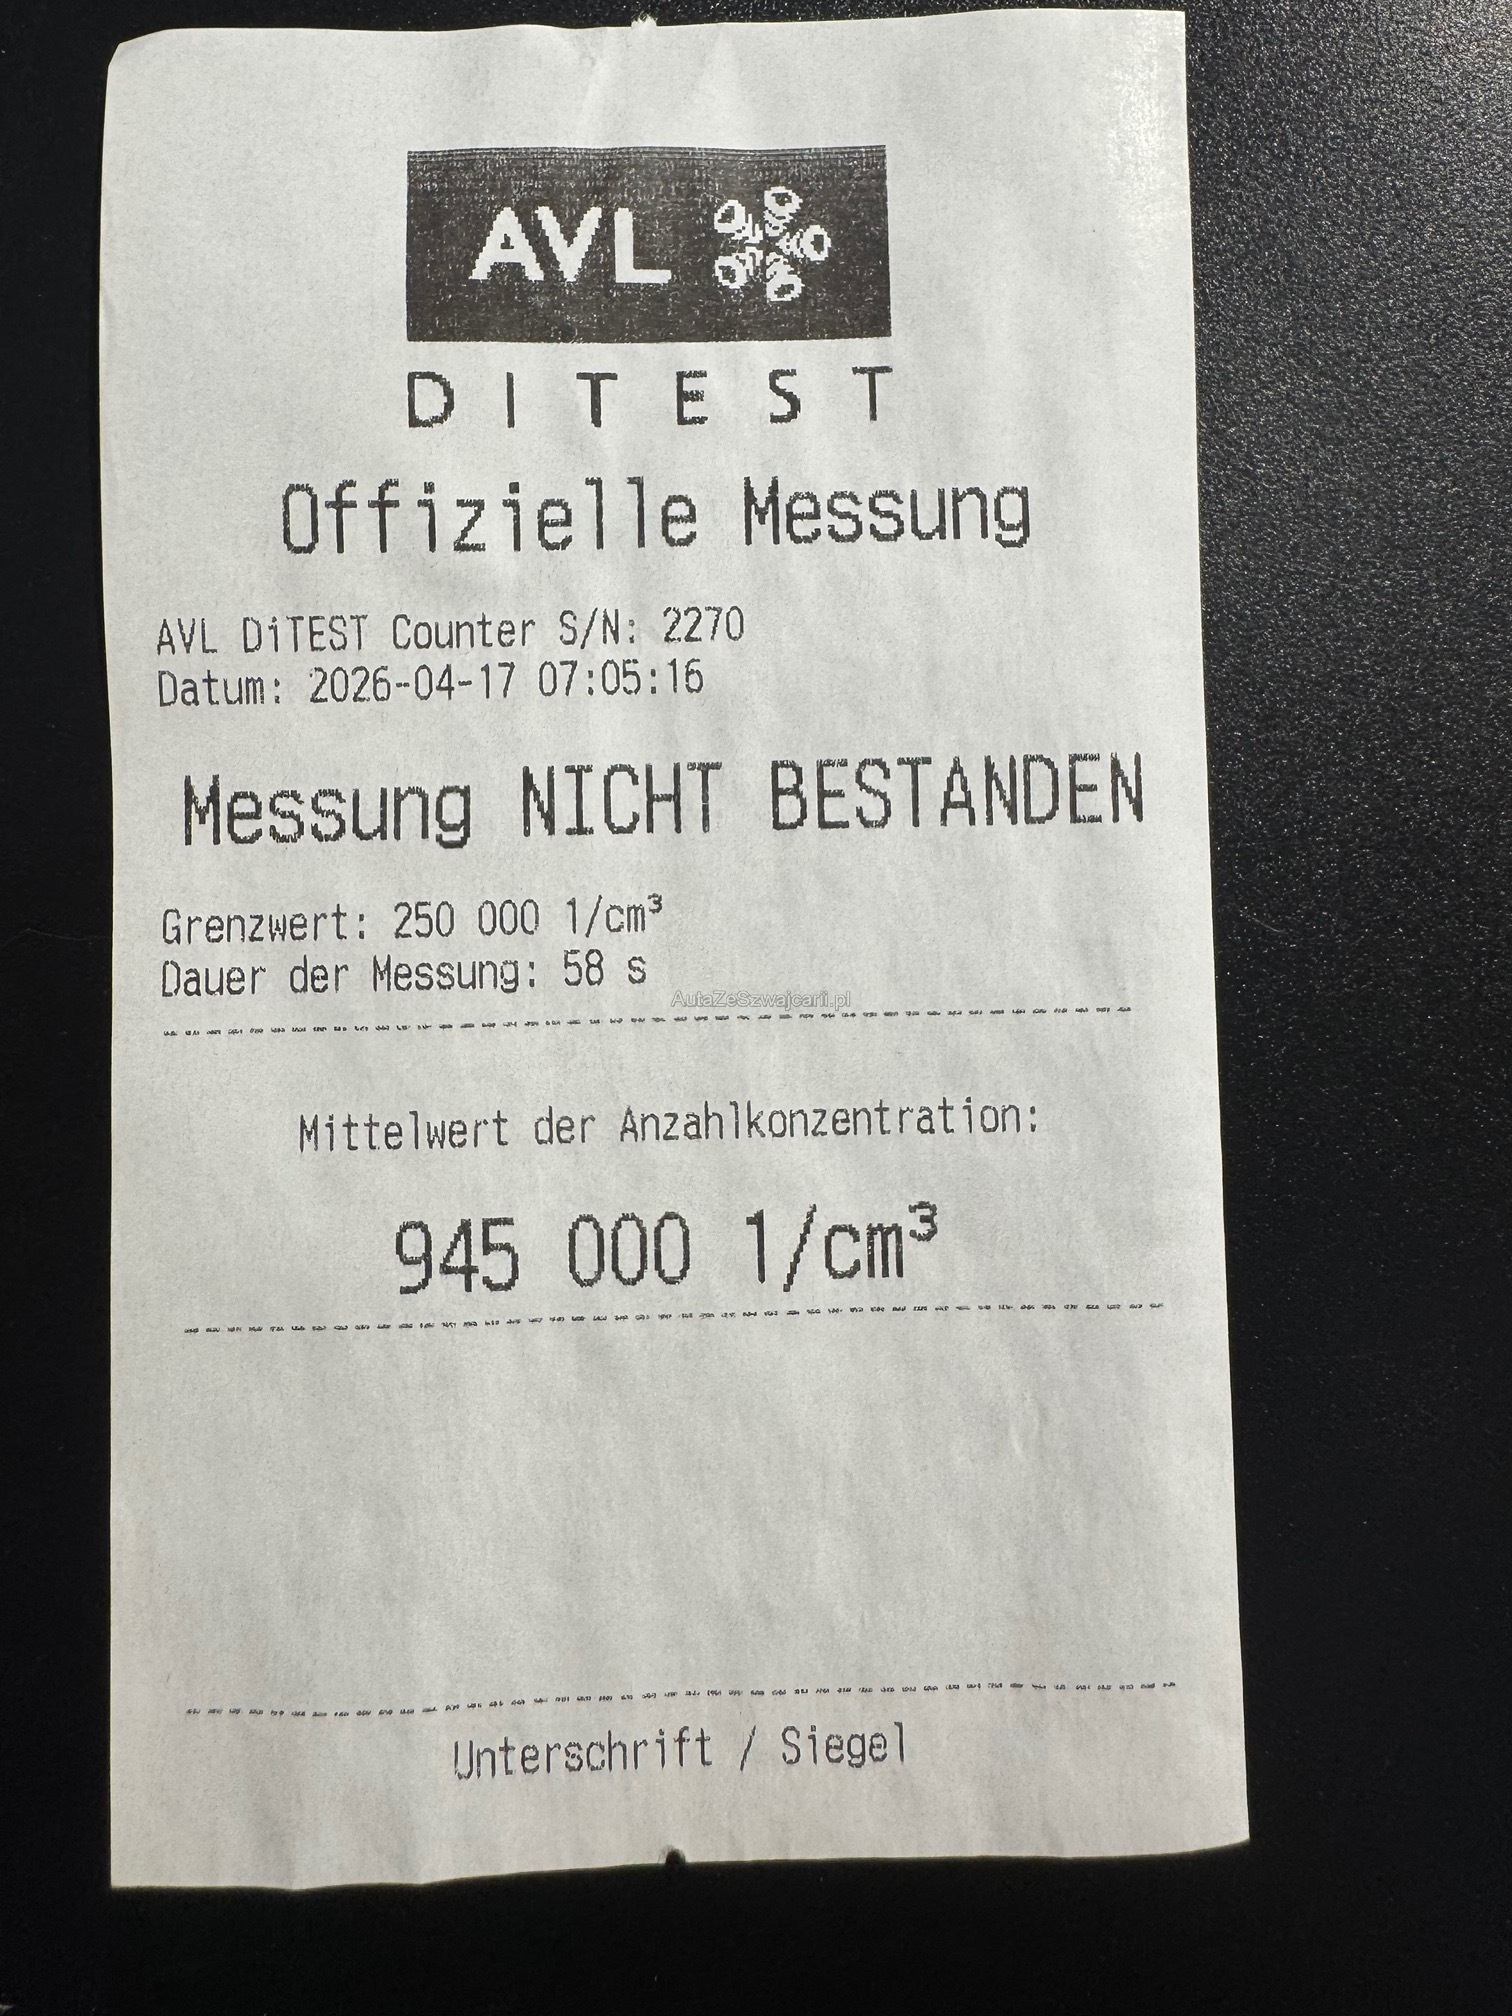 AVL
DITEST
Offizielle Messung
AVL DiTEST Counter S/N: 2270
Datum: 2026-04-17 07:05:16
Messung NICHT BESTANDEN
Grenzwert: 250 000 1/cm³
Dauer der Messung: 58 s
AutaZeSzwajcarii.pl
Mittelwert der Anzahlkonzentration:
945 000 1/cm³
Unterschrift / Siegel